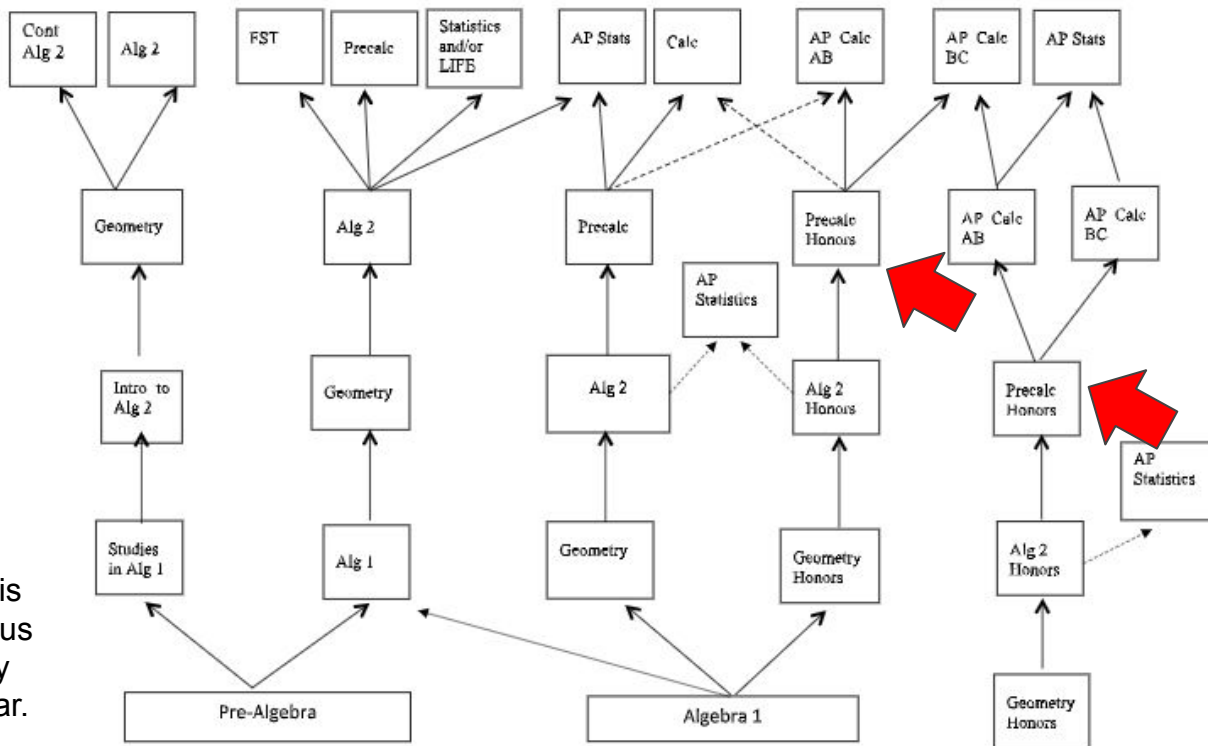 Cont
Alg 2
Alg 2
FST
Precalc
Statistics
and/or
LIFE
AP Stats
Calc
AP Calc
AB
AP Calc
BC
AP Stats
Geometry
Alg 2
Precalc
Precalc
Honors
AP Calc
AB
AP Calc
BC
AP
Statistics
Intro to
Alg 2
Geometry
Alg 2
Alg 2
Honors
Precalc
Honors
AP
Statistics
Studies
in Alg 1
Alg 1
Geometry
Geometry
Honors
Alg 2
Honors
is
us
y
ar.
Pre-Algebra
Algebra 1
Geometry
Honors